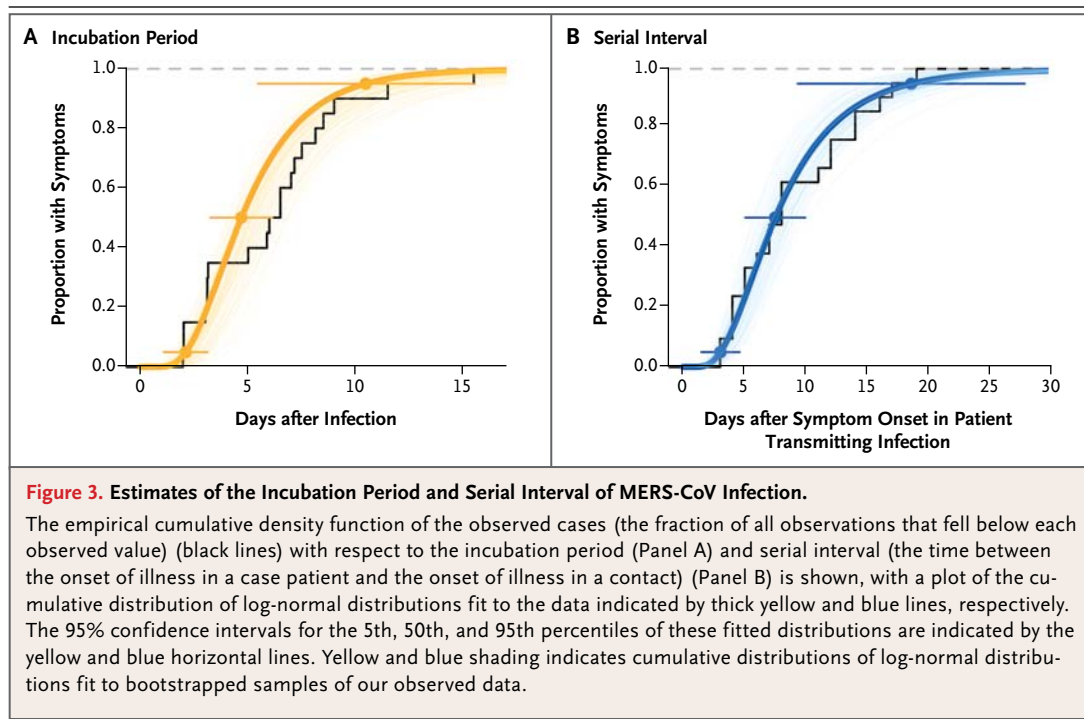 A Incubation Period
Proportion with Symptoms
1.0
0.8
0.6
0.4
0.2
0.0
0
5
10
15
Days after Infection
B Serial Interval
Proportion with Symptoms
1.0
0.8
0.6
0.4
0.2
0.0
0
5
10
15
20
25
30
Days after Symptom Onset in Patient
Transmitting Infection
Figure 3. Estimates of the Incubation Period and Serial Interval of MERS-CoV Infection.
The empirical cumulative density function of the observed cases (the fraction of all observations that fell below each
observed value) (black lines) with respect to the incubation period (Panel A) and serial interval (the time between
the onset of illness in a case patient and the onset of illness in a contact) (Panel B) is shown, with a plot of the cu-
mulative distribution of log-normal distributions fit to the data indicated by thick yellow and blue lines, respectively.
The 95% confidence intervals for the 5th, 50th, and 95th percentiles of these fitted distributions are indicated by the
yellow and blue horizontal lines. Yellow and blue shading indicates cumulative distributions of log-normal distribu-
tions fit to bootstrapped samples of our observed data.